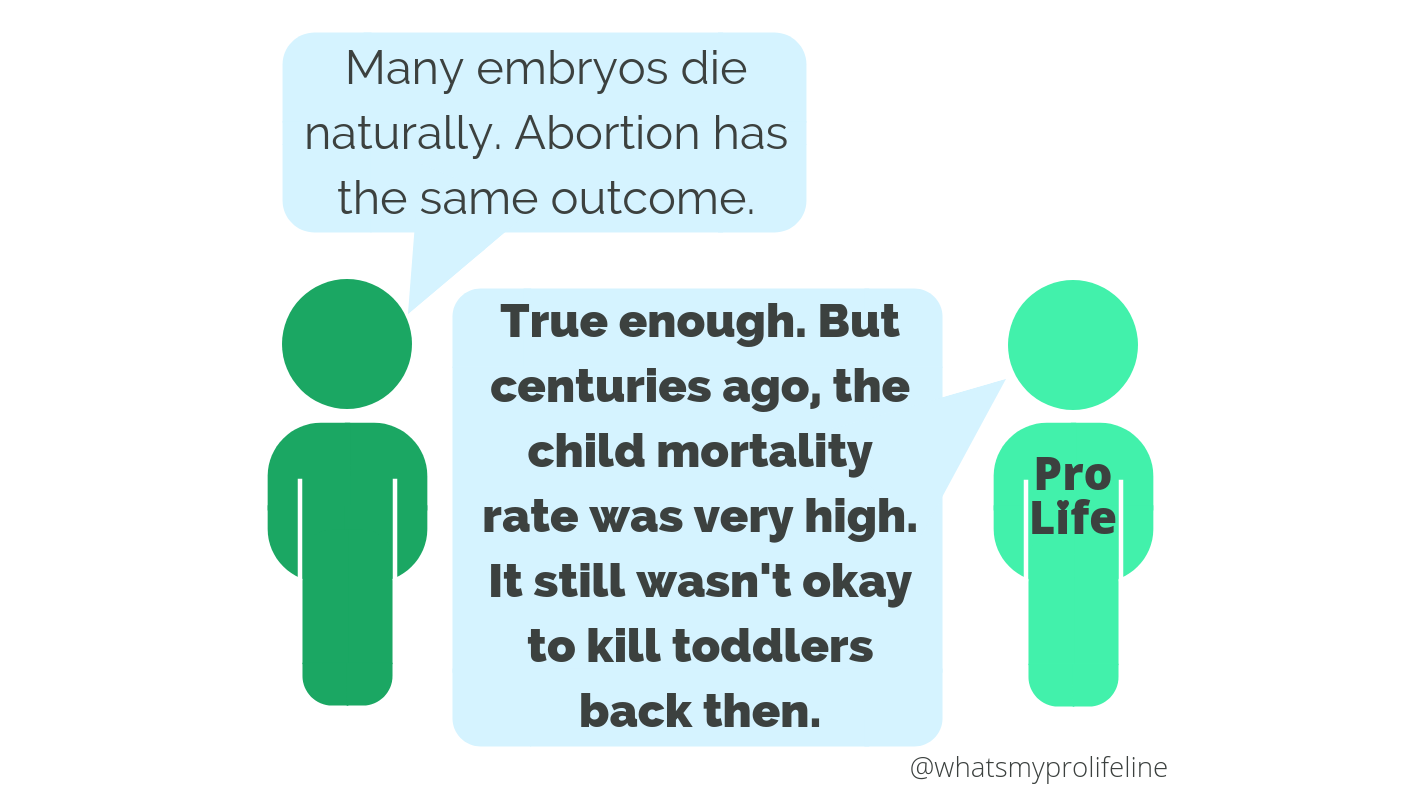 Many embryos die
naturally. Abortion has
the same outcome.
True enough. But
centuries ago, the
child mortality
rate was very high.
It still wasn't okay
to kill toddlers
back then.
Pro
Life
@whatsmyprolifeline